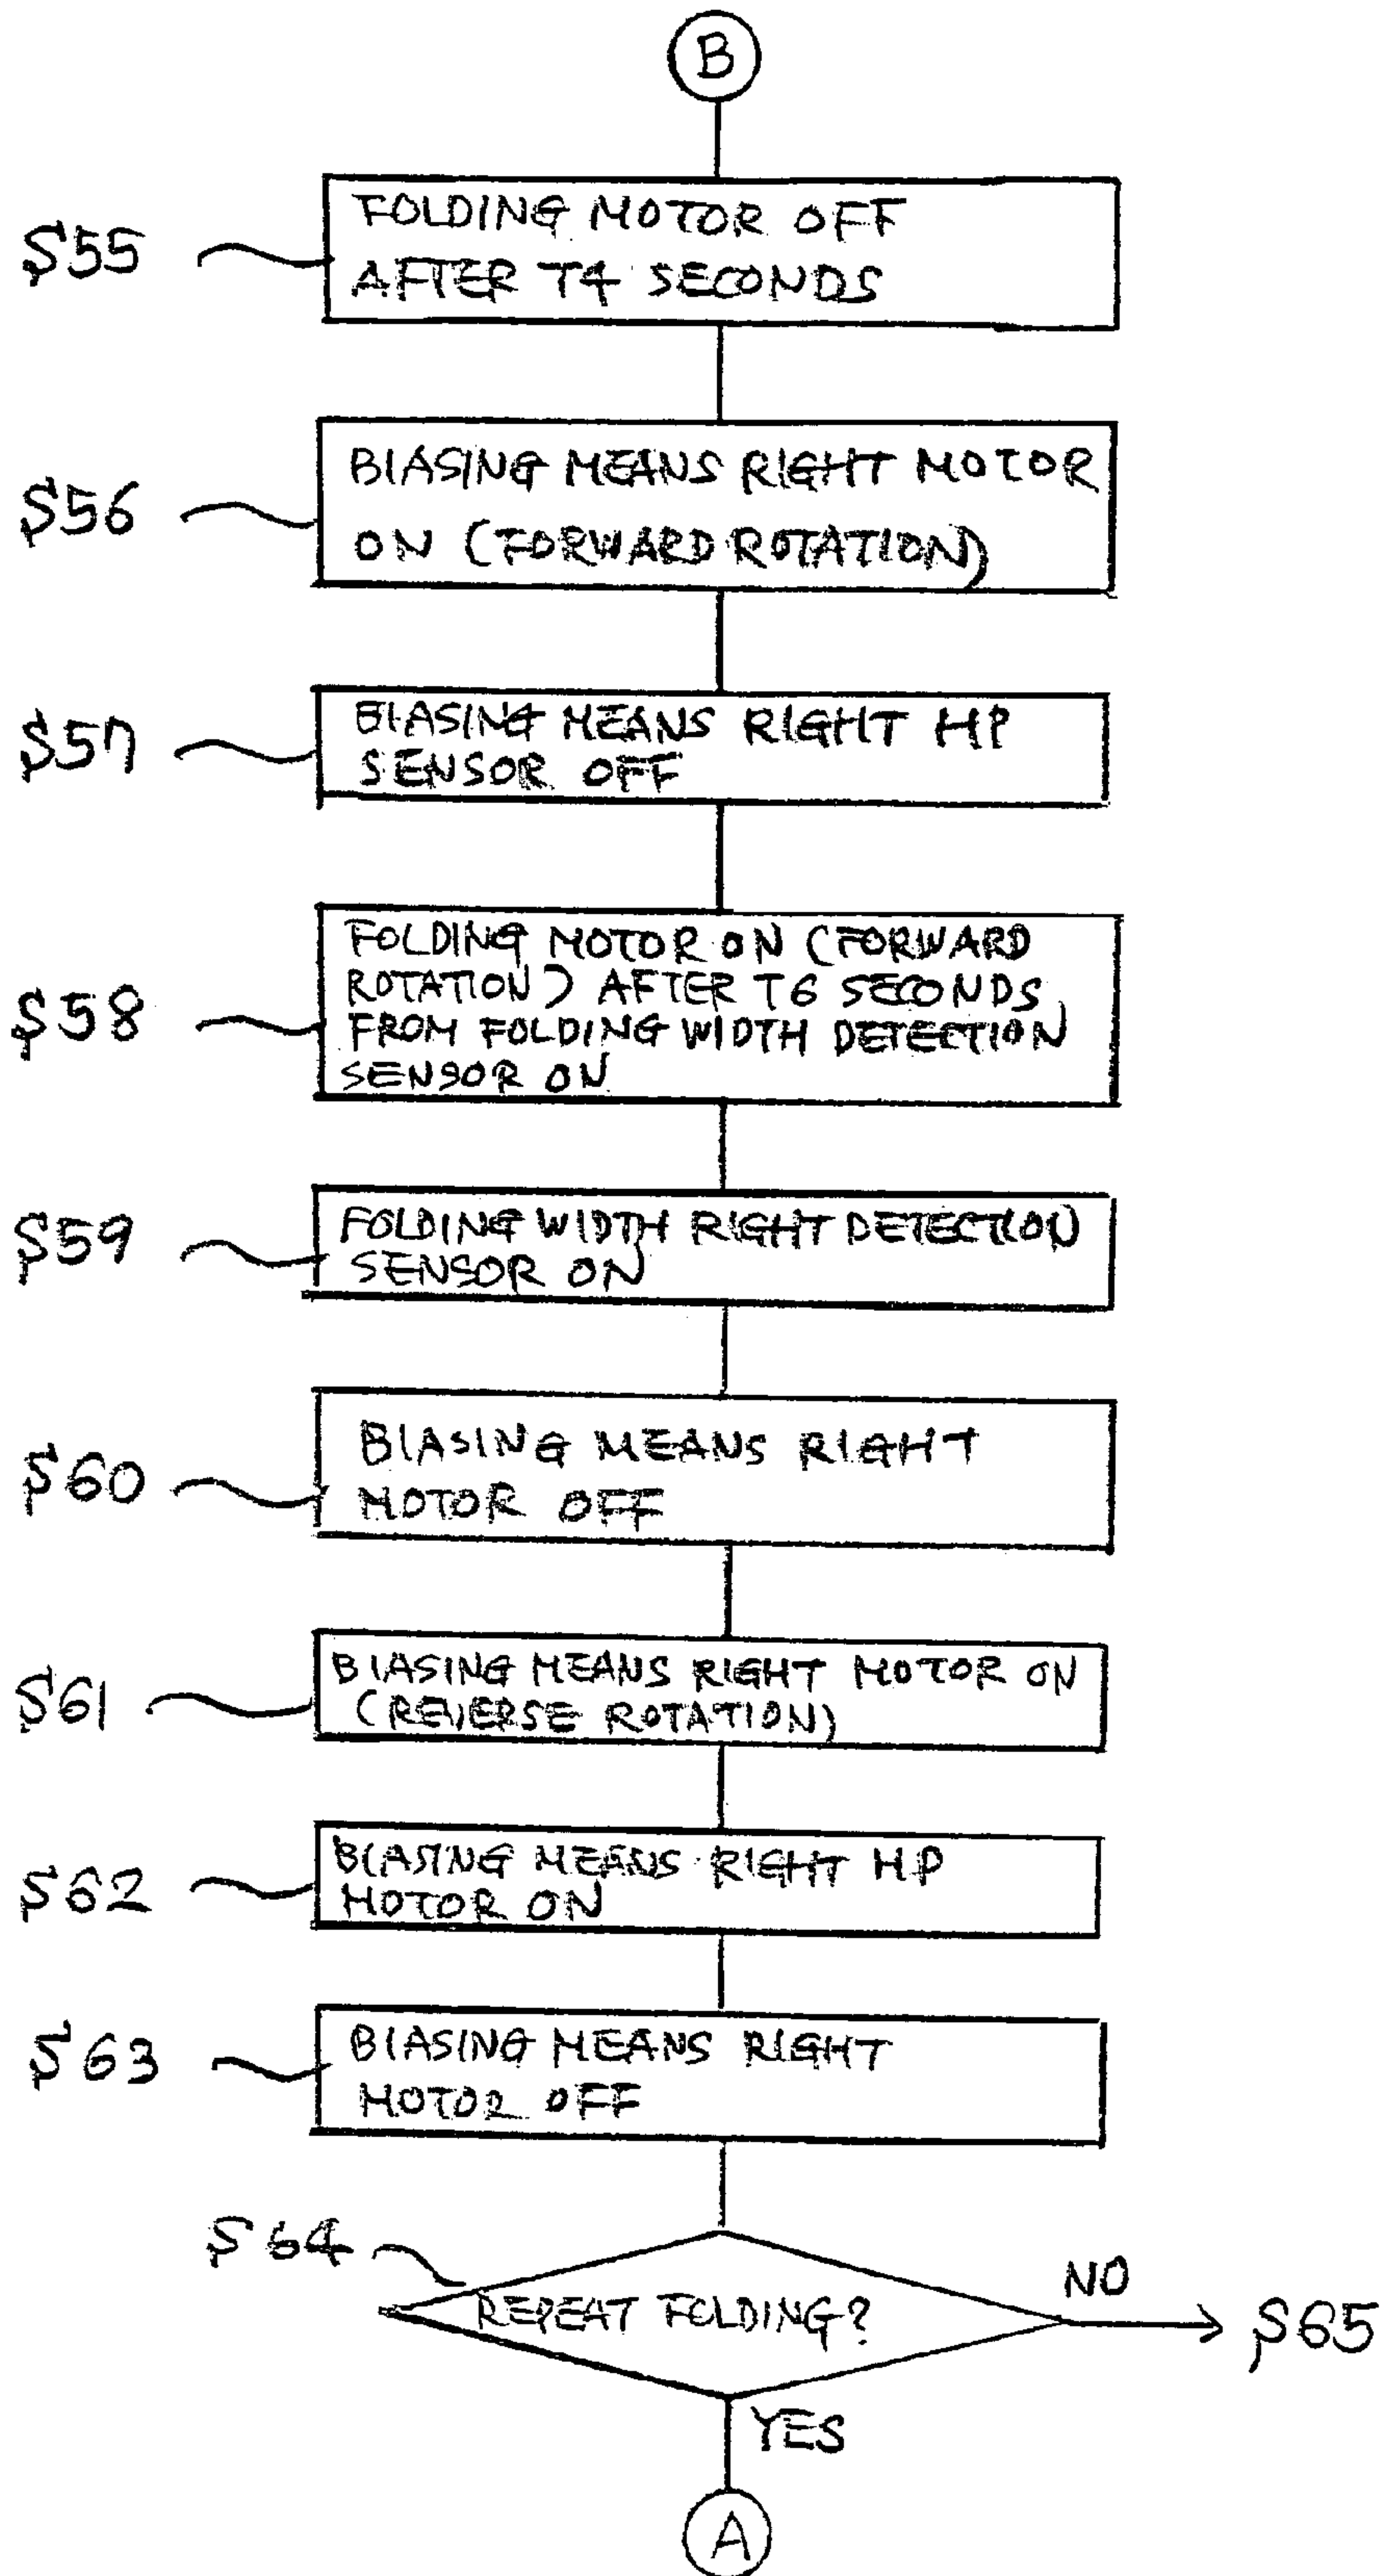 B
S55
FOLDING MOTOR OFF
AFTER T4 SECONDS
S56
BIASING MEANS RIGHT MOTOR
ON (FORWARD ROTATION)
S57
BIASING MEANS RIGHT HP
SENSOR OFF
S58
FOLDING MOTOR ON (FORWARD
ROTATION) AFTER T6 SECONDS
FROM FOLDING WIDTH DETECTION
SENSOR ON
S59
FOLDING WIDTH RIGHT DETECTION
SENSOR ON
S60
BIASING MEANS RIGHT
MOTOR OFF
S61
BIASING MEANS RIGHT MOTOR ON
(REVERSE ROTATION)
S62
BIASING MEANS RIGHT HP
MOTOR ON
S63
BIASING MEANS RIGHT
MOTOR OFF
S64
REPEAT FOLDING?
NO
S65
YES
A